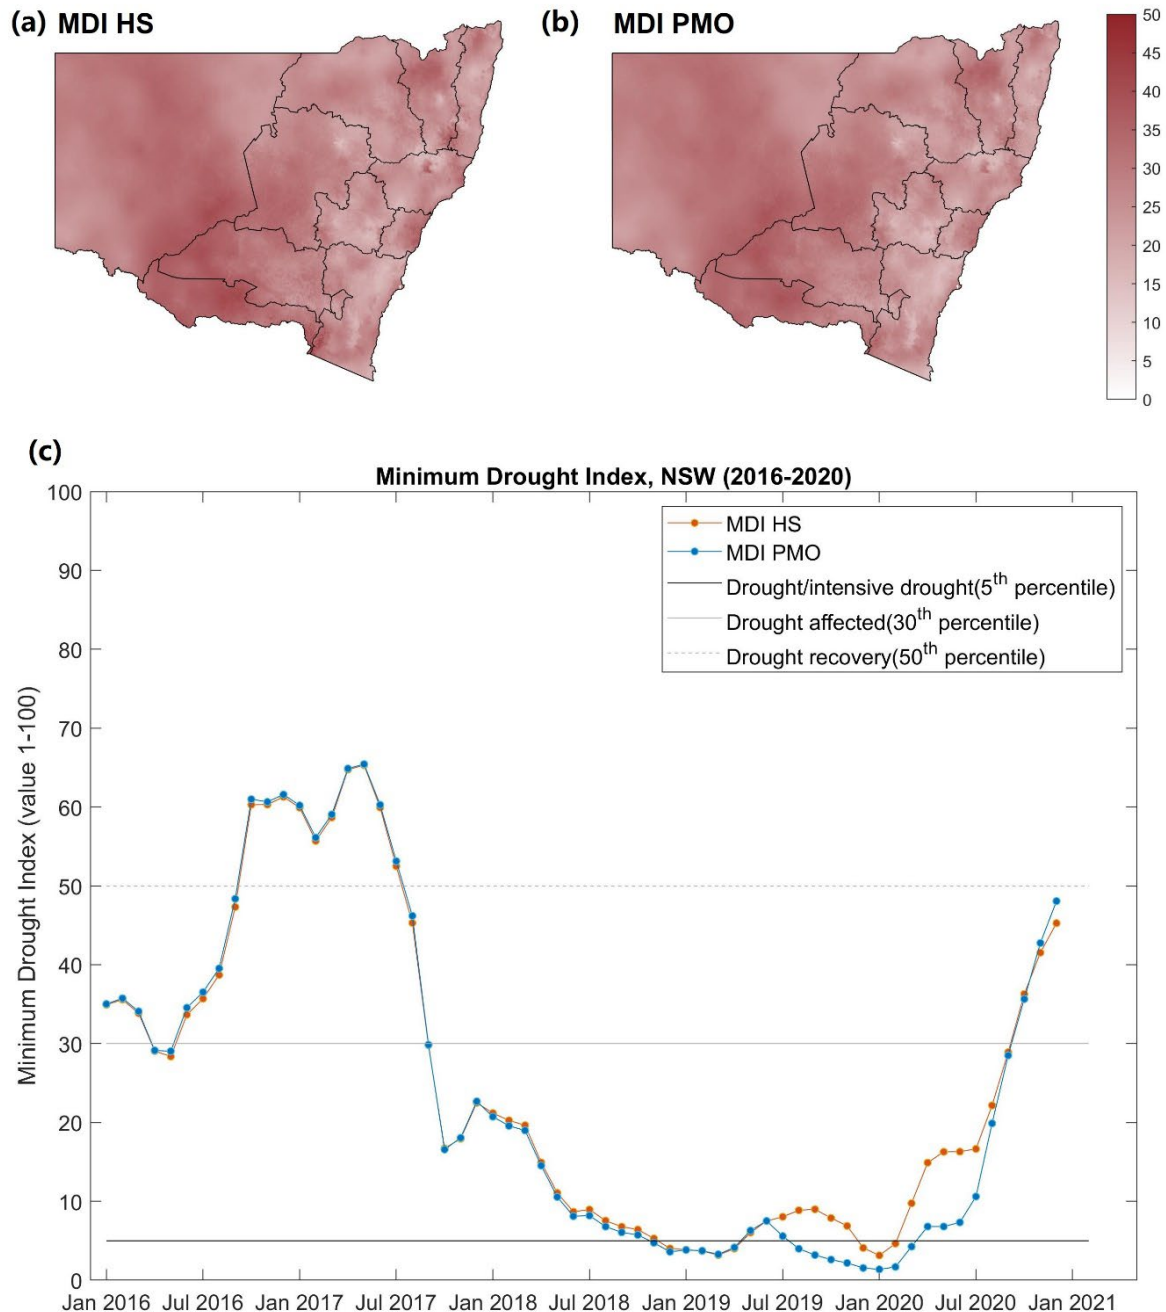 (a) MDI HS
(b) MDI PMO
50
45
40
35
30
25
20
15
10
5
0
(c)
Minimum Drought Index, NSW (2016-2020)
MDI HS
MDI PMO
Drought/intensive drought(5th percentile)
Drought affected(30th percentile)
Drought recovery(50th percentile)
Minimum Drought Index (value 1-100)
100
90
80
70
60
50
40
30
20
10
0
Jan 2016 Jul 2016 Jan 2017 Jul 2017 Jan 2018 Jul 2018 Jan 2019 Jul 2019 Jan 2020 Jul 2020 Jan 2021